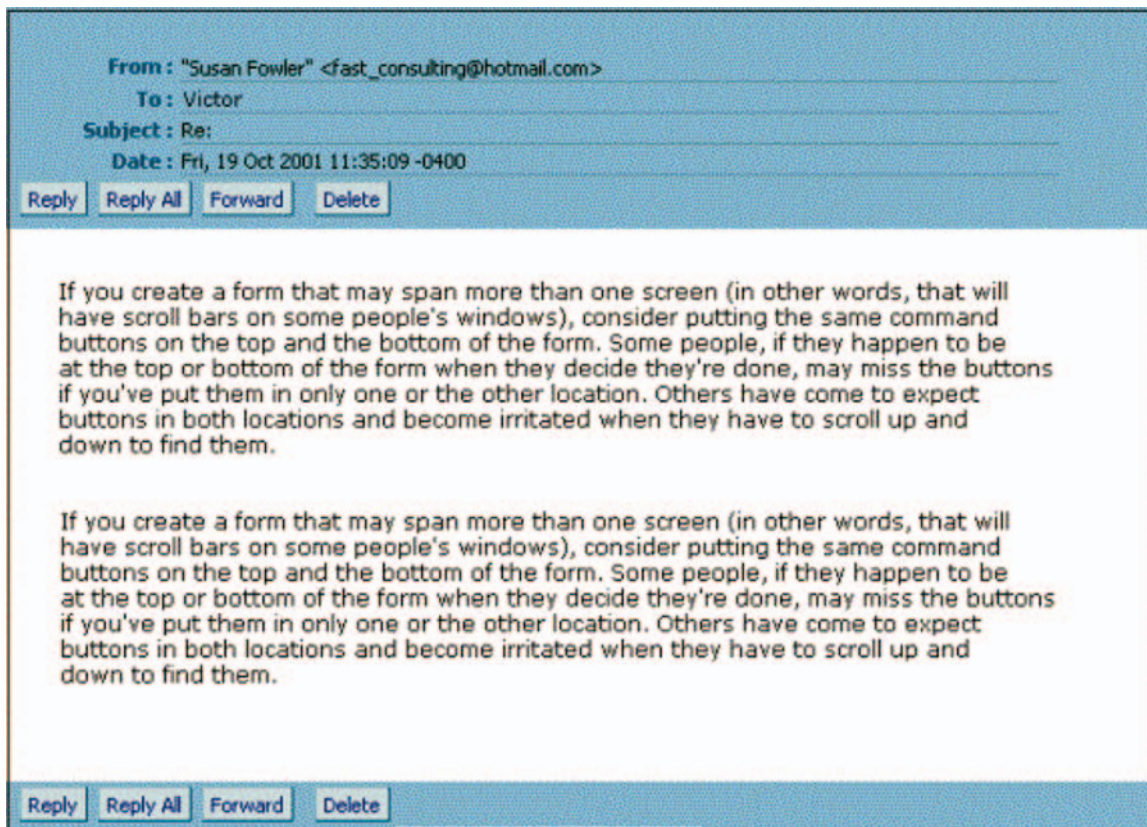 From : "Susan Fowler" <fast_consulting@hotmail.com>
To : Victor
Subject : Re:
Date : Fri, 19 Oct 2001 11:35:09 -0400
Reply Reply All Forward Delete
If you create a form that may span more than one screen (in other words, that will
have scroll bars on some people's windows), consider putting the same command
buttons on the top and the bottom of the form. Some people, if they happen to be
at the top or bottom of the form when they decide they're done, may miss the buttons
if you've put them in only one or the other location. Others have come to expect
buttons in both locations and become irritated when they have to scroll up and
down to find them.
If you create a form that may span more than one screen (in other words, that will
have scroll bars on some people's windows), consider putting the same command
buttons on the top and the bottom of the form. Some people, if they happen to be
at the top or bottom of the form when they decide they're done, may miss the buttons
if you've put them in only one or the other location. Others have come to expect
buttons in both locations and become irritated when they have to scroll up and
down to find them.
Reply Reply All Forward Delete